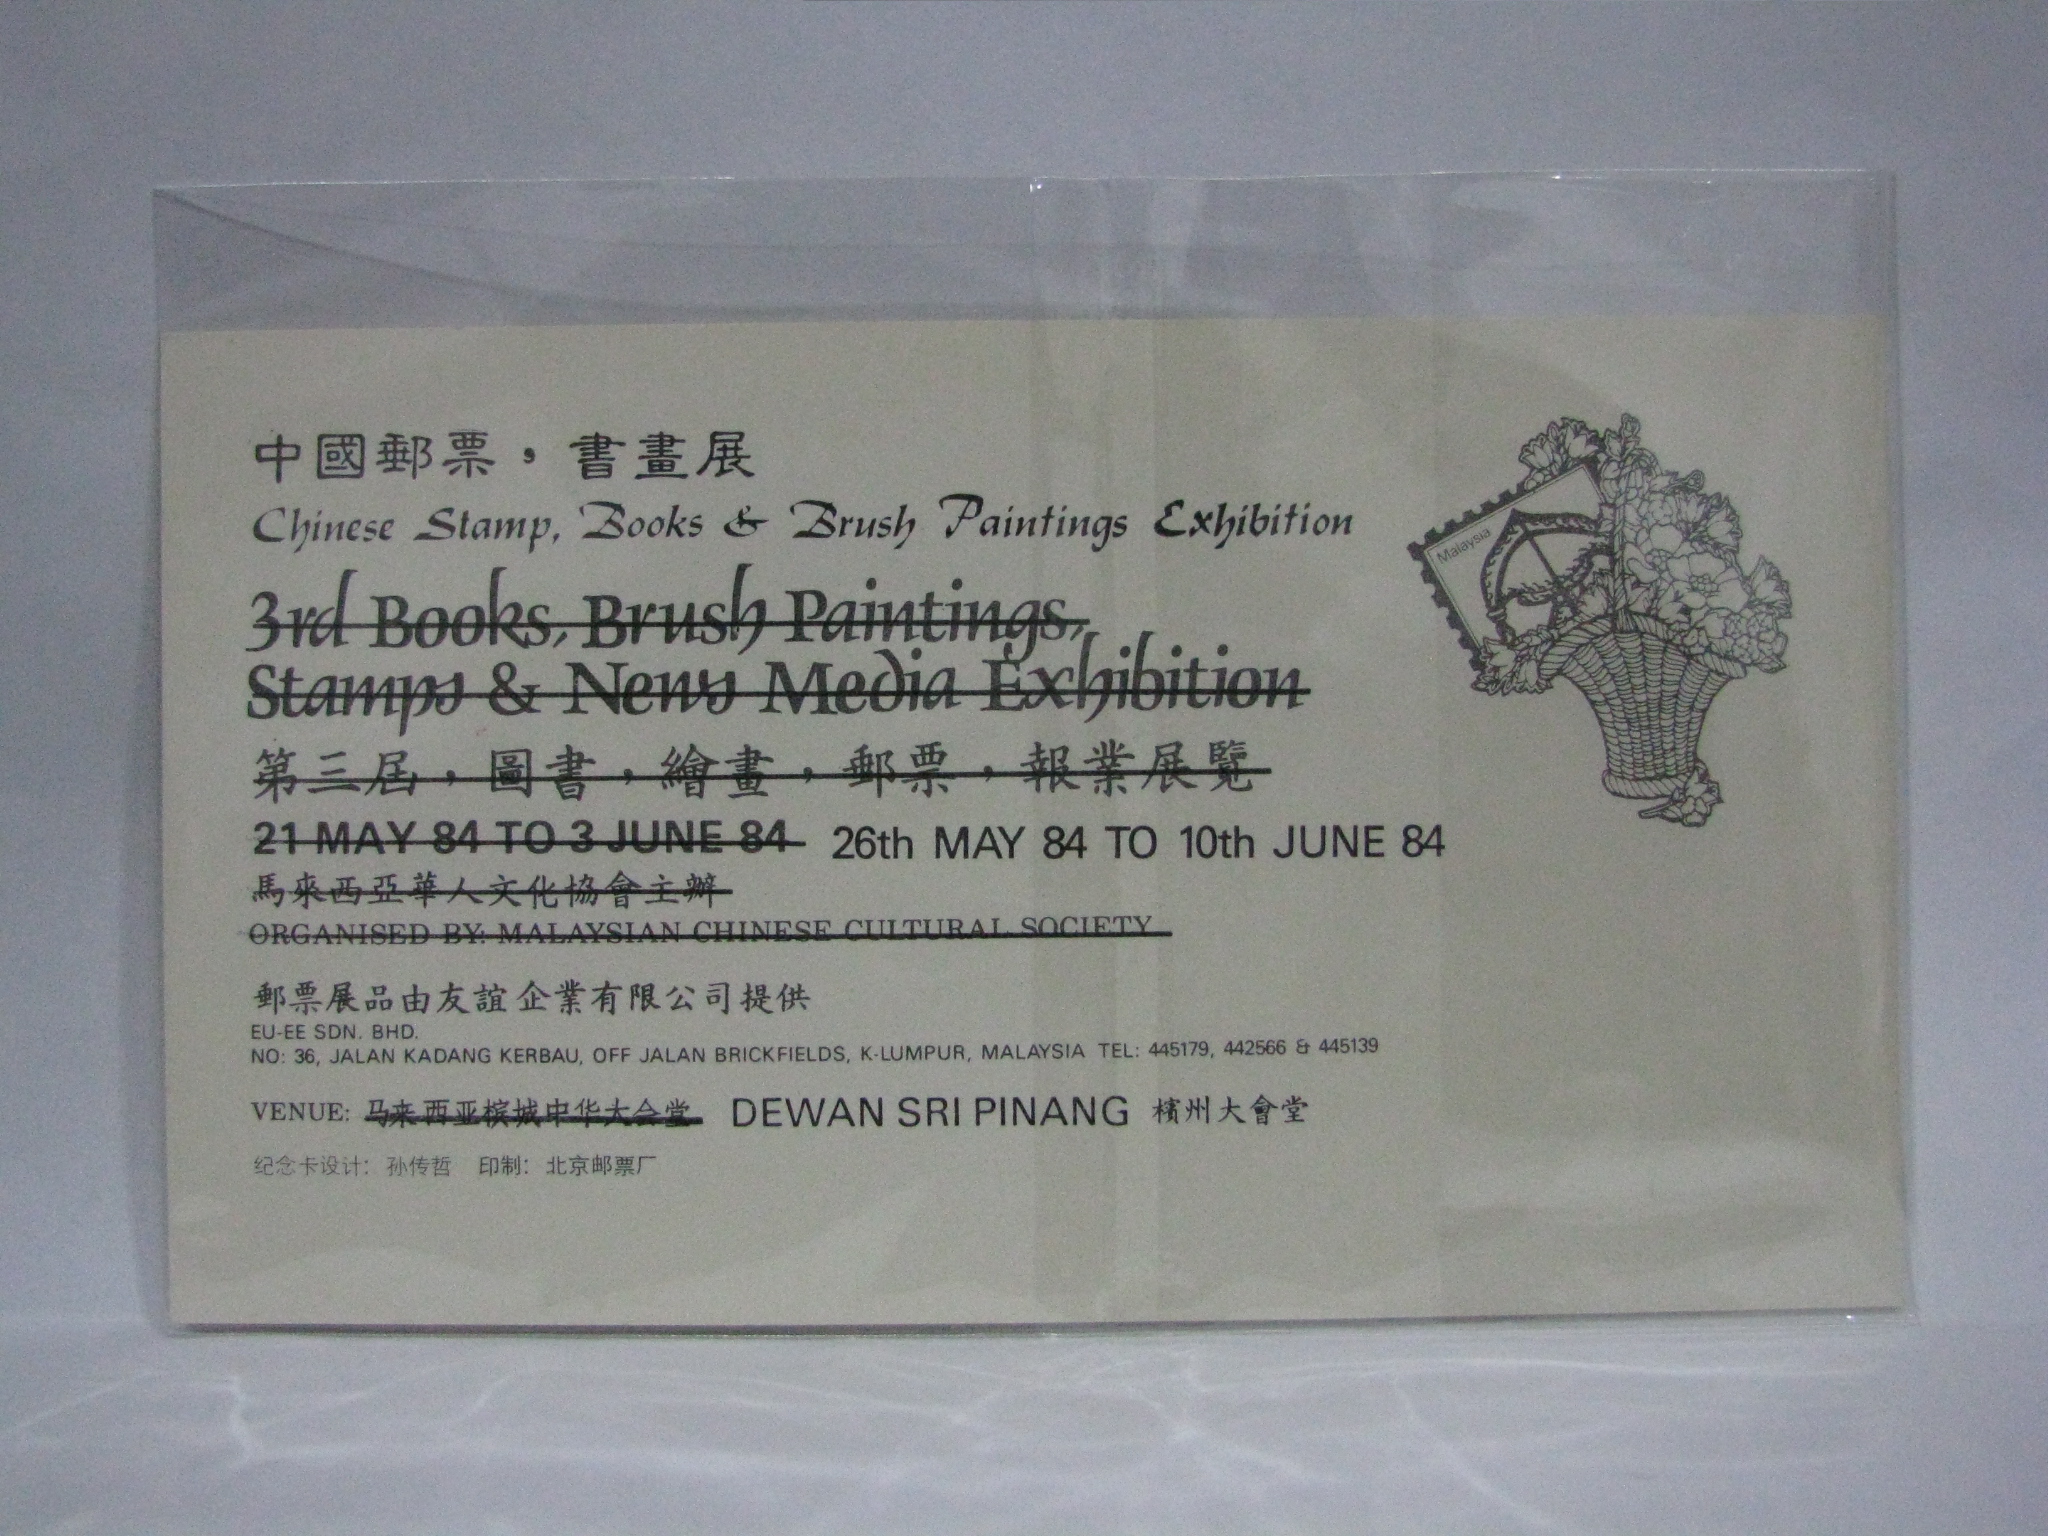 中國郵票，書畫展
Chinese Stamp, Books & Brush Paintings Exhibition
Malaysia
3rd Books, Brush Paintings,
Stamps & News Media Exhibition
第三届，圖書，繪畫，郵票，報業展覽
21 MAY 84 TO 3 JUNE 84 26th MAY 84 TO 10th JUNE 84
馬來西亞華人文化協會主辦
ORGANISED BY: MALAYSIAN CHINESE CULTURAL SOCIETY
郵票展品由友誼企業有限公司提供
EU-EE SDN. BHD.
NO: 36, JALAN KADANG KERBAU, OFF JALAN BRICKFIELDS, K-LUMPUR, MALAYSIA TEL: 445179, 442566 & 445139
VENUE: 马来西亚槟城中华大会堂 DEWAN SRI PINANG 檳州大會堂
纪念卡设计：孙传哲 印制：北京邮票厂